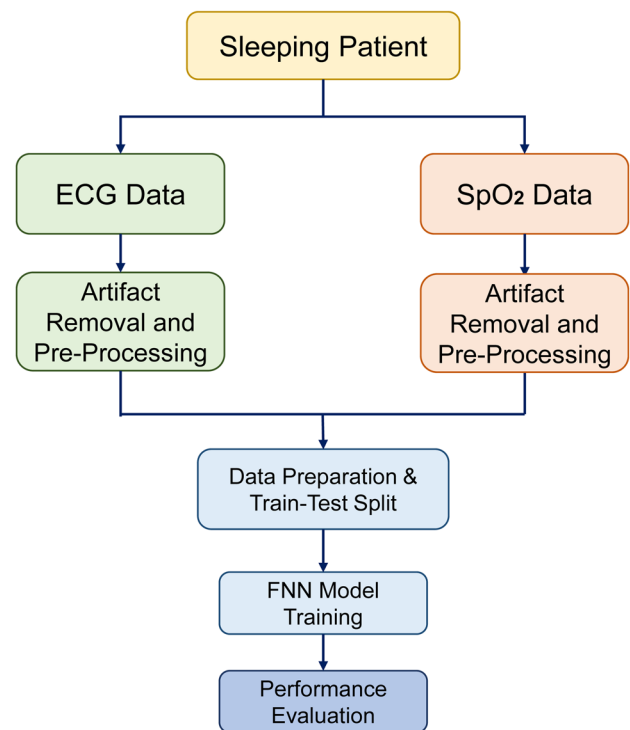 Sleeping Patient
ECG Data
SpO₂ Data
Artifact
Removal and
Pre-Processing
Artifact
Removal and
Pre-Processing
Data Preparation &
Train-Test Split
FNN Model
Training
Performance
Evaluation